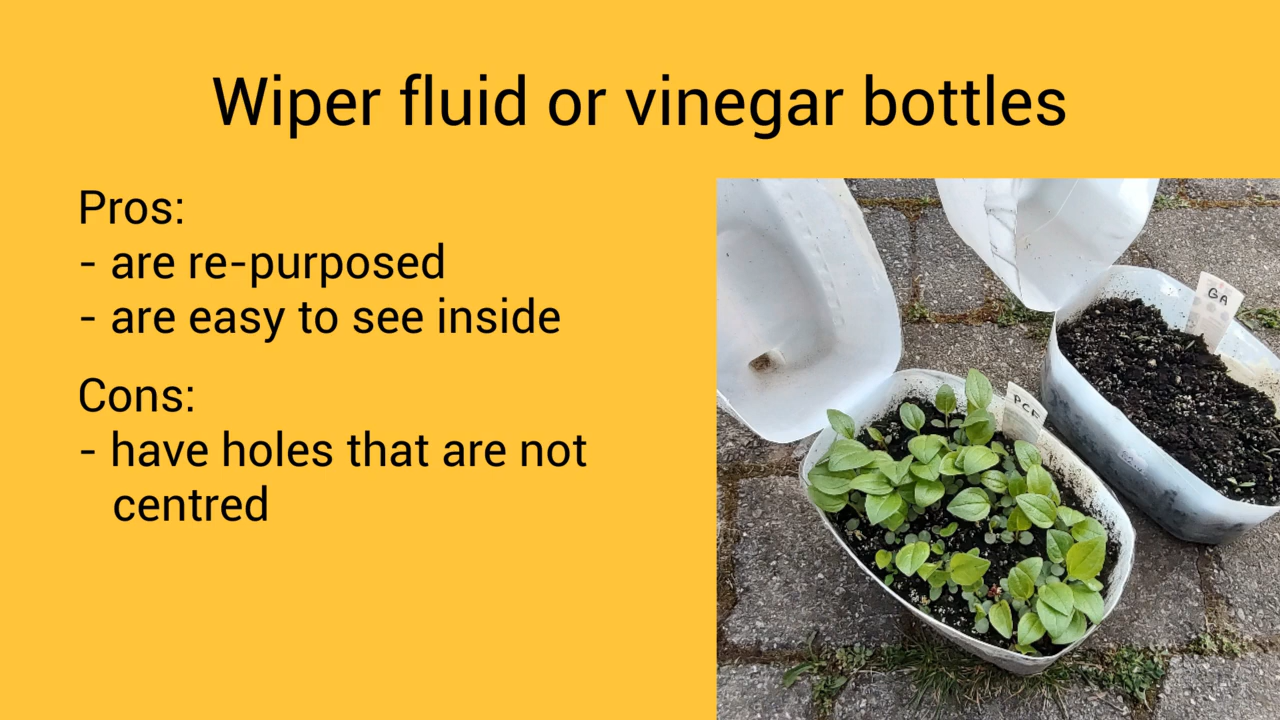 Wiper fluid or vinegar bottles
Pros:
- are re-purposed
- are easy to see inside
Cons:
- have holes that are not
centred
GA
PCF